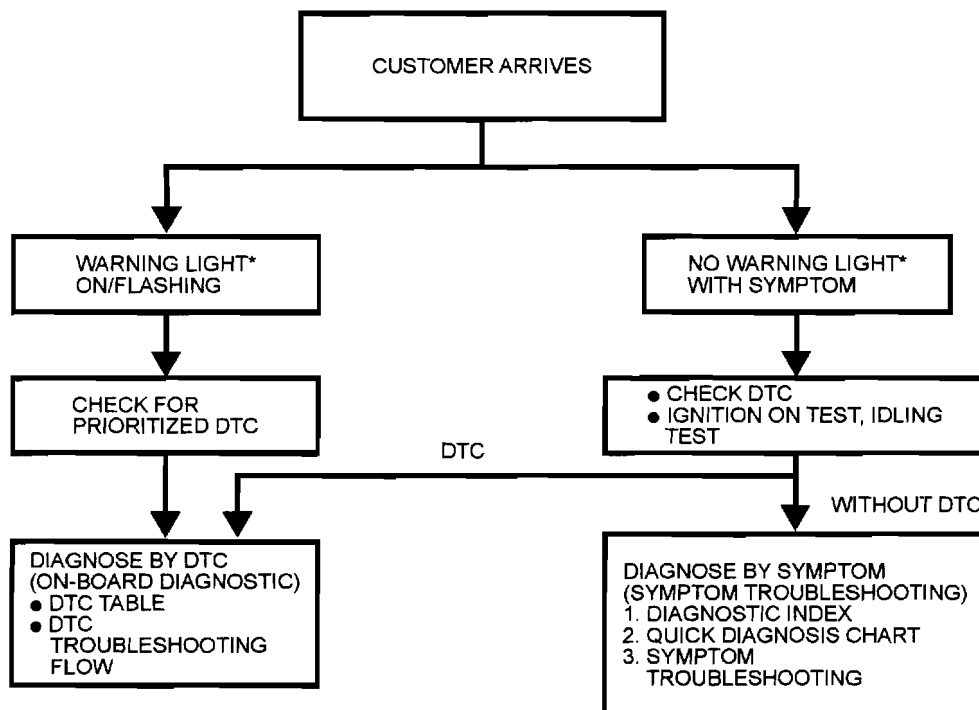 CUSTOMER ARRIVES
WARNING LIGHT*
ON/FLASHING
NO WARNING LIGHT*
WITH SYMPTOM
CHECK FOR
PRIORITIZED DTC
● CHECK DTC
● IGNITION ON TEST, IDLING
TEST
DTC
WITHOUT DTC
DIAGNOSE BY DTC
(ON-BOARD DIAGNOSTIC)
● DTC TABLE
● DTC
TROUBLESHOOTING
FLOW
DIAGNOSE BY SYMPTOM
(SYMPTOM TROUBLESHOOTING)
1. DIAGNOSTIC INDEX
2. QUICK DIAGNOSIS CHART
3. SYMPTOM
TROUBLESHOOTING